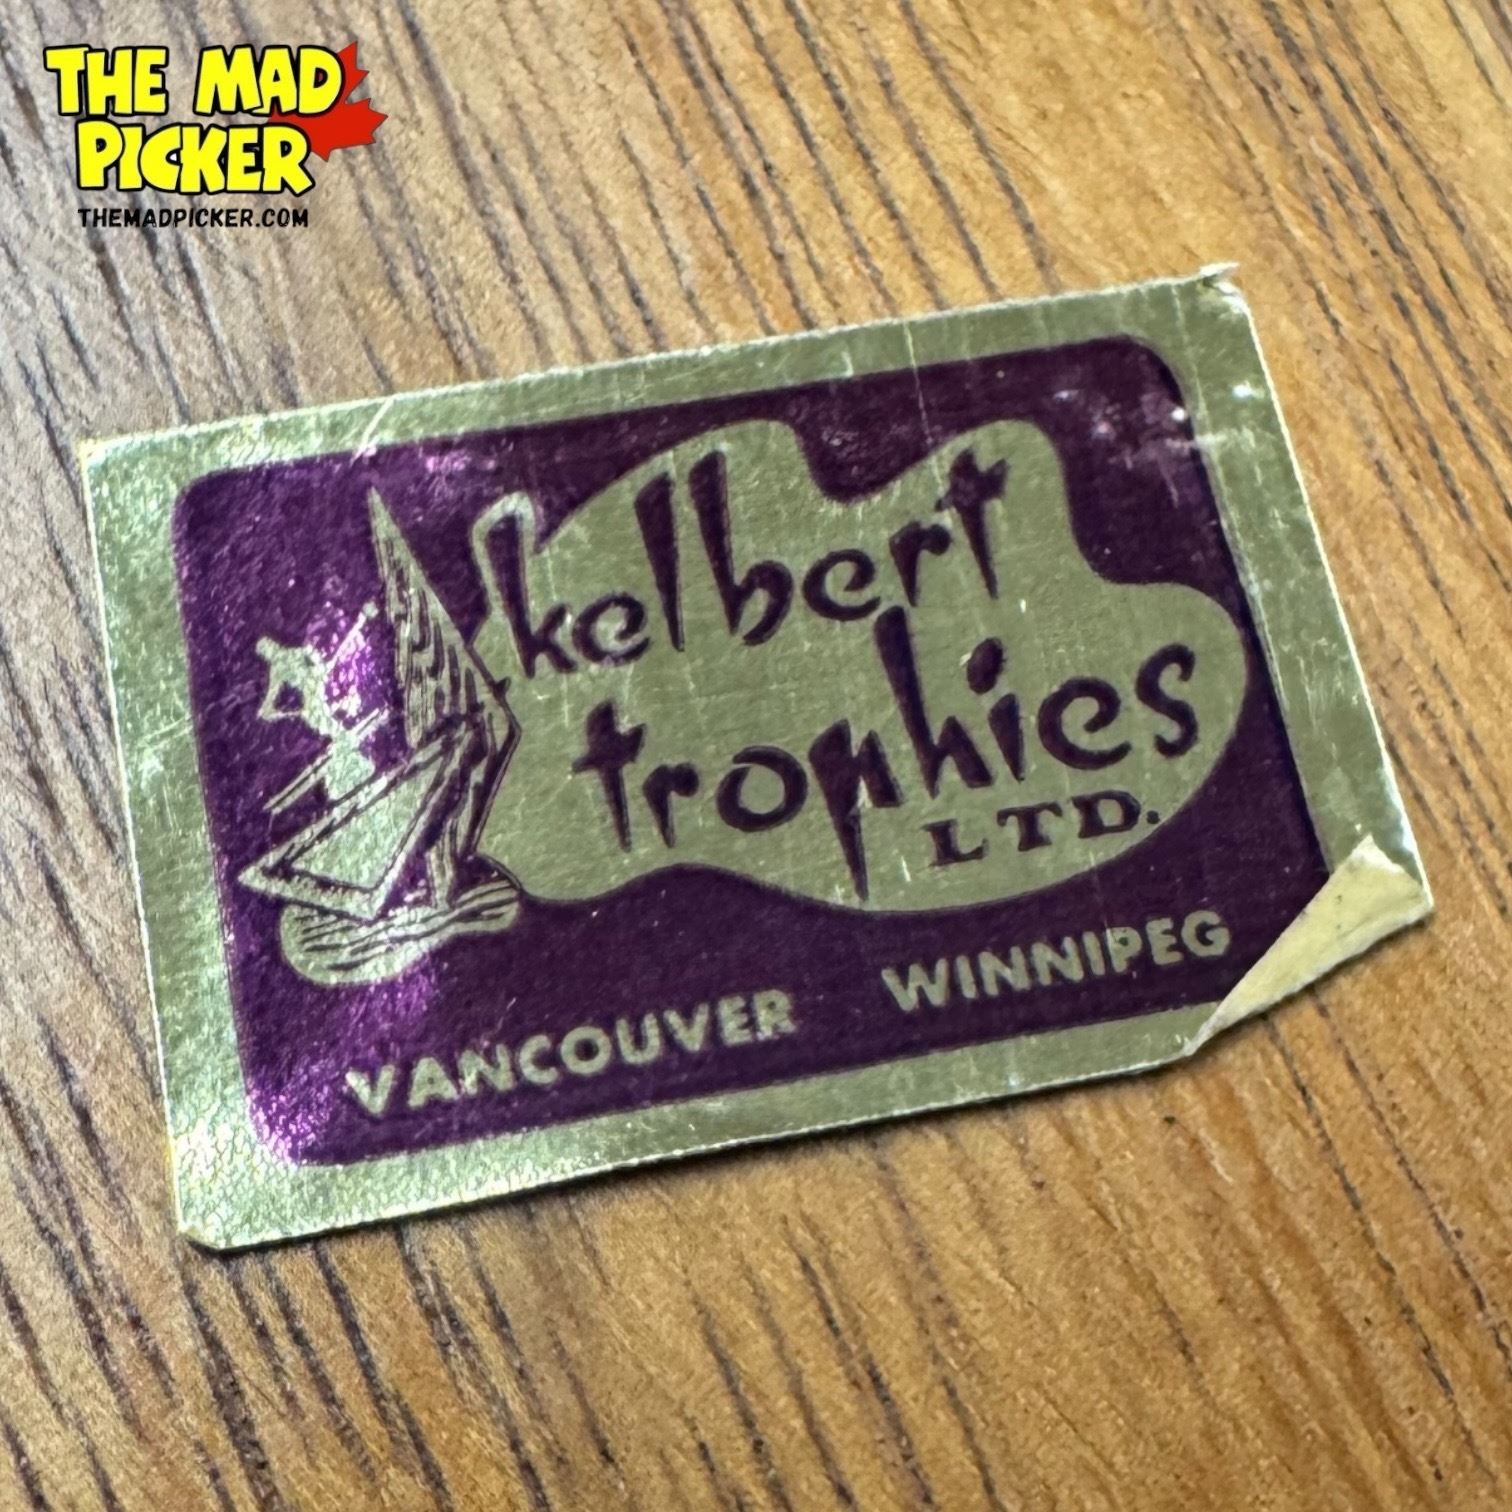 THE MAD
PICKER
THEMADPICKER.COM
kelbert
trophies
LTD.
VANCOUVER WINNIPEG